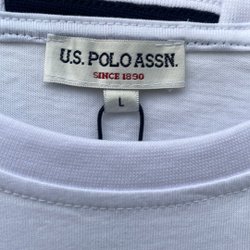 U.S. POLO ASSN.
SINCE 1890
L